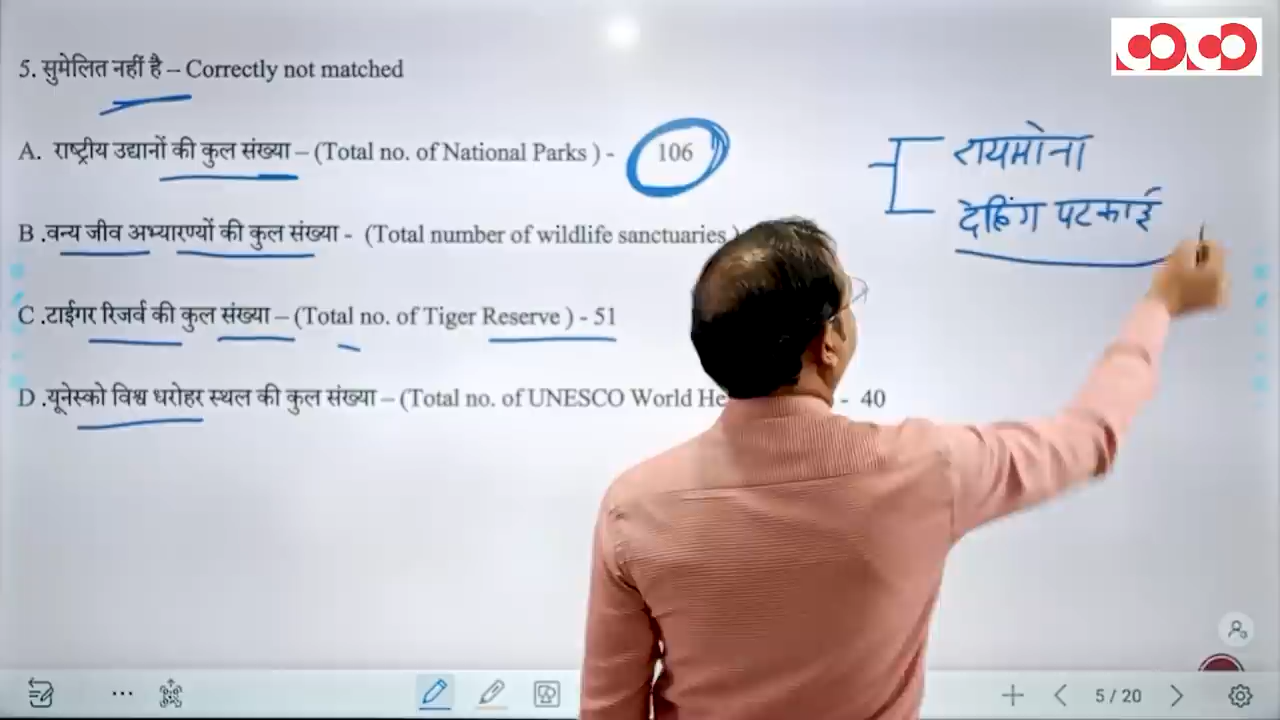 5. सुमेलित नहीं है – Correctly not matched
A. राष्ट्रीय उद्यानों की कुल संख्या – (Total no. of National Parks ) - 106
रायमोना
देहिंग पटकाई
B .वन्य जीव अभ्यारण्यों की कुल संख्या - (Total number of wildlife sanctuaries )
C .टाईगर रिजर्व की कुल संख्या – (Total no. of Tiger Reserve ) - 51
D .यूनेस्को विश्व धरोहर स्थल की कुल संख्या – (Total no. of UNESCO World He - 40
5 / 20